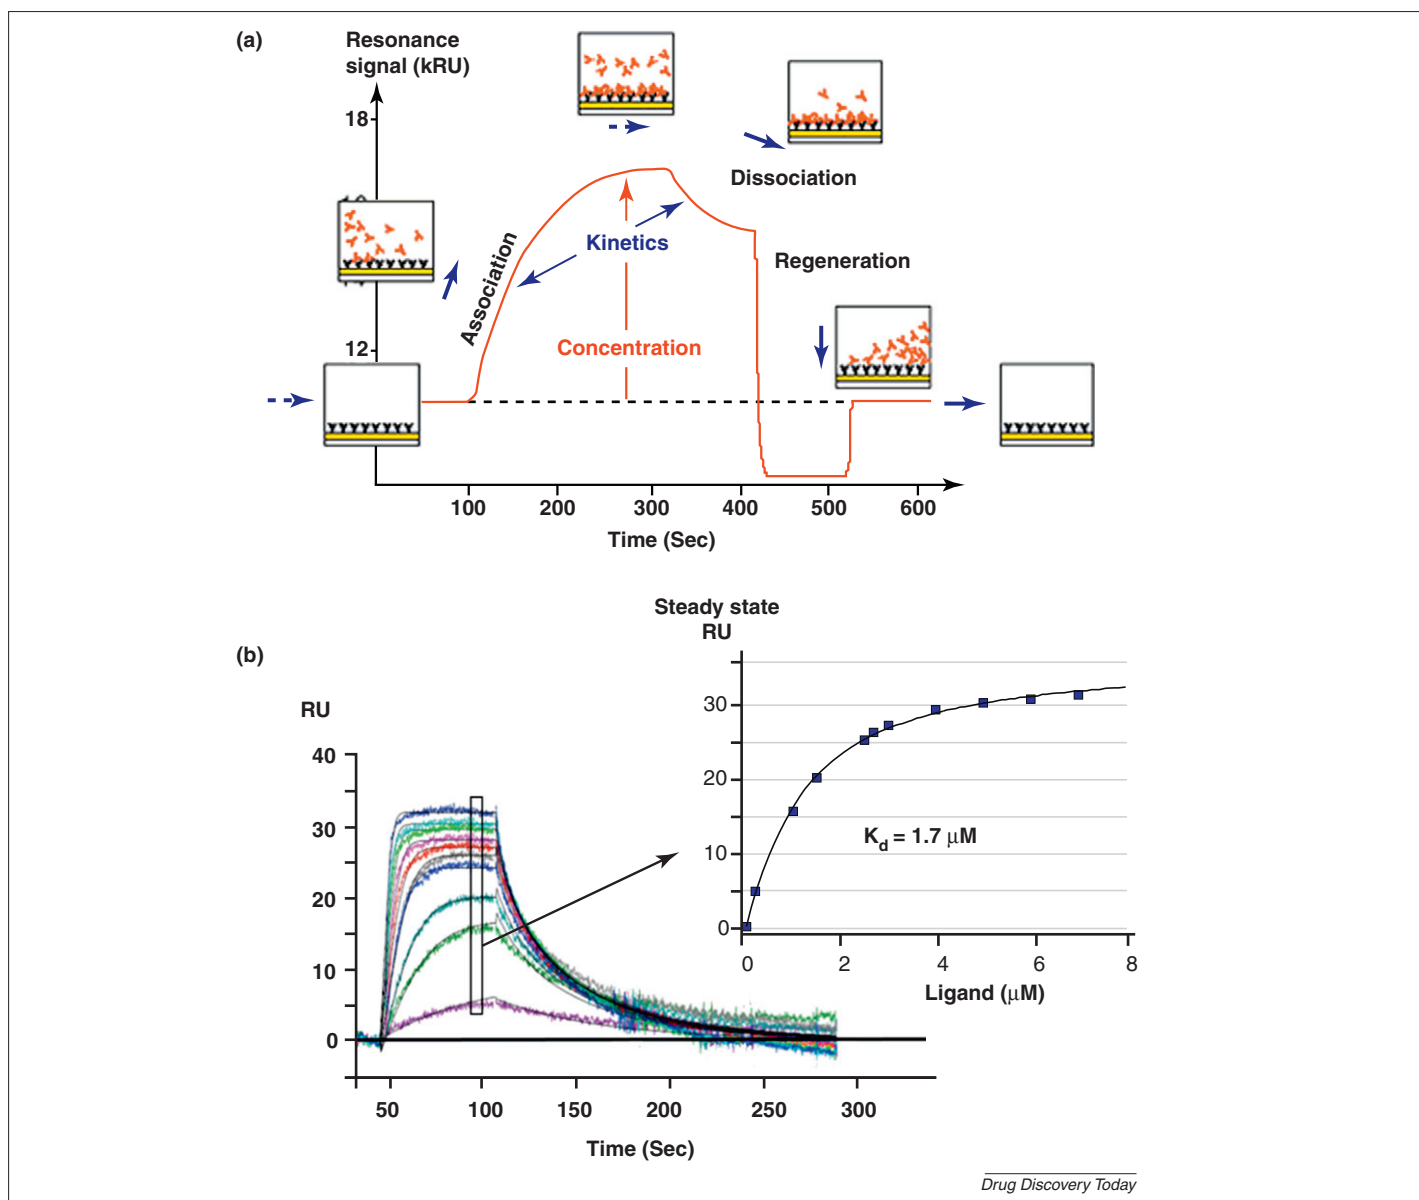 (a)
Resonance
signal (kRU)
18
12
Association
Kinetics
Concentration
Dissociation
Regeneration
100 200 300 400 500 600
Time (Sec)
(b)
Steady state
RU
30
20
10
0
K_d = 1.7 μM
0 2 4 6 8
Ligand (μM)
RU
40
30
20
10
0
50 100 150 200 250 300
Time (Sec)
Drug Discovery Today